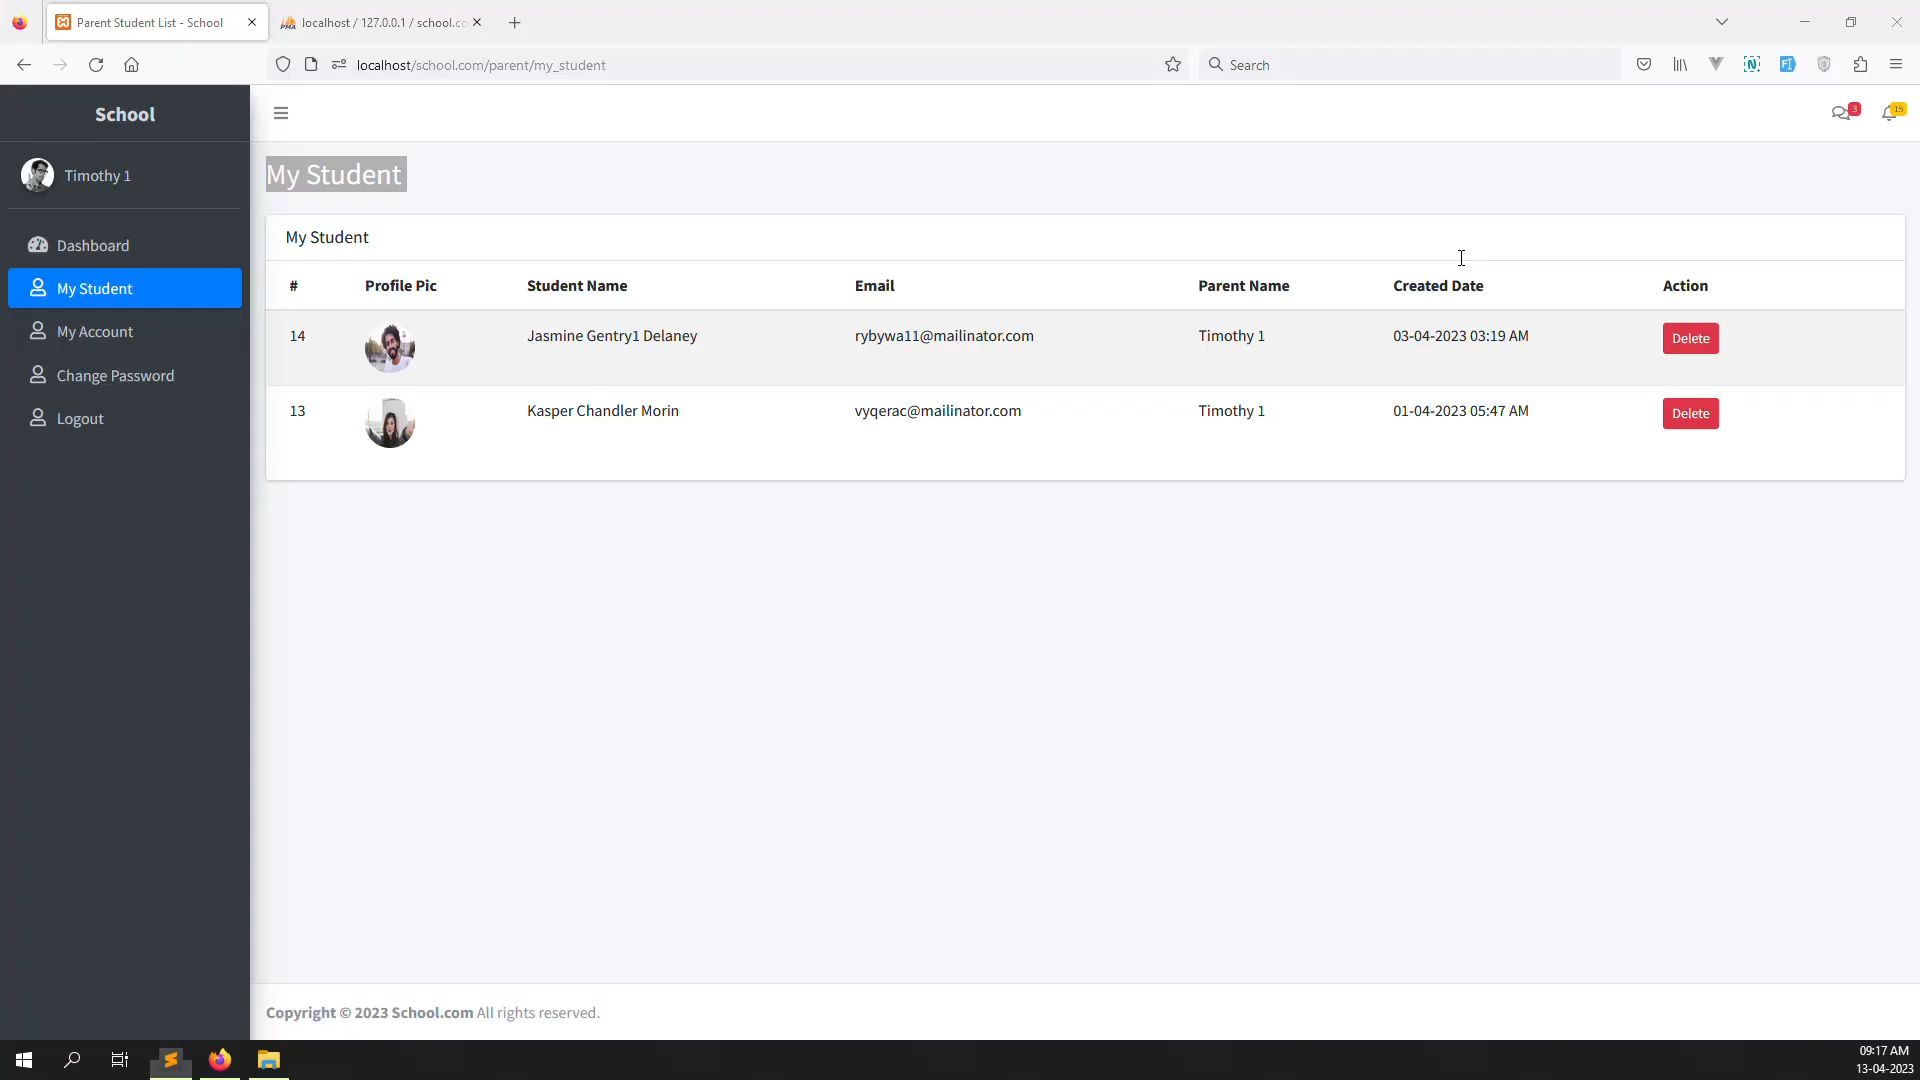 Parent Student List - School
localhost / 127.0.0.1 / school.co
localhost/school.com/parent/my_student
Search
School
3
15
Timothy 1
My Student
Dashboard
My Student
My Account
Change Password
Logout
My Student
# Profile Pic Student Name Email Parent Name Created Date Action
14 Jasmine Gentry1 Delaney rybywa11@mailinator.com Timothy 1 03-04-2023 03:19 AM Delete
13 Kasper Chandler Morin vyqerac@mailinator.com Timothy 1 01-04-2023 05:47 AM Delete
Copyright © 2023 School.com All rights reserved.
09:17 AM
13-04-2023